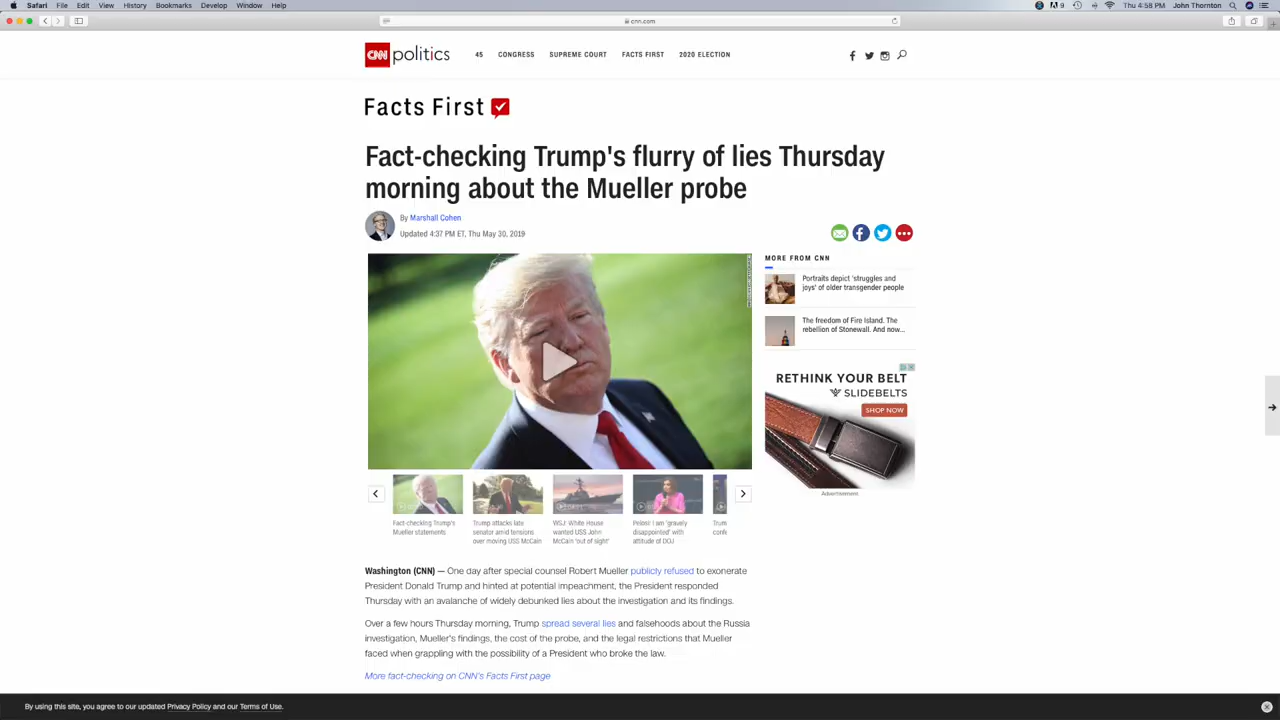 Safari File Edit View History Bookmarks Develop Window Help
9 Thu 4:58 PM John Thornton
cnn.com
CNN politics 45 CONGRESS SUPREME COURT FACTS FIRST 2020 ELECTION
Facts First
Fact-checking Trump's flurry of lies Thursday
morning about the Mueller probe
By Marshall Cohen
Updated 4:37 PM ET, Thu May 30, 2019
MORE FROM CNN
Portraits depict 'struggles and
joys' of older transgender people
The freedom of Fire Island. The
rebellion of Stonewall. And now...
RETHINK YOUR BELT
SLIDEBELTS
SHOP NOW
Advertisement
Fact-checking Trump's
Mueller statements
Trump attacks late
senator amid tensions
over moving USS McCain
WSJ: White House
wanted USS John
McCain 'out of sight'
Pelosi: I am 'gravely
disappointed' with
attitude of DOJ
Washington (CNN) — One day after special counsel Robert Mueller publicly refused to exonerate
President Donald Trump and hinted at potential impeachment, the President responded
Thursday with an avalanche of widely debunked lies about the investigation and its findings.
Over a few hours Thursday morning, Trump spread several lies and falsehoods about the Russia
investigation, Mueller's findings, the cost of the probe, and the legal restrictions that Mueller
faced when grappling with the possibility of a President who broke the law.
More fact-checking on CNN's Facts First page
By using this site, you agree to our updated Privacy Policy and our Terms of Use.